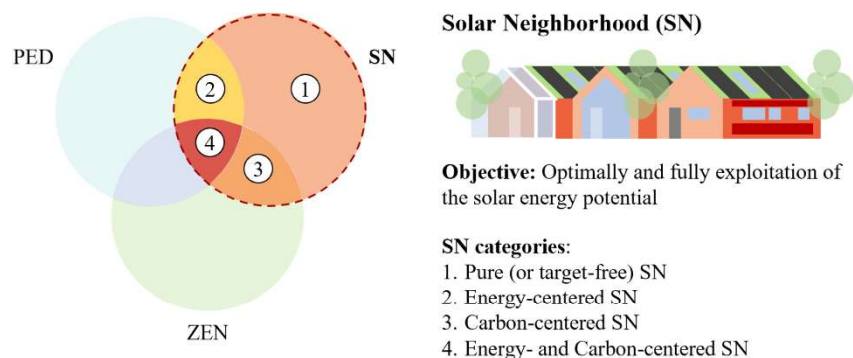 PED
SN
1
2
3
4
ZEN
Solar Neighborhood (SN)
Objective: Optimally and fully exploitation of
the solar energy potential
SN categories:
1. Pure (or target-free) SN
2. Energy-centered SN
3. Carbon-centered SN
4. Energy- and Carbon-centered SN